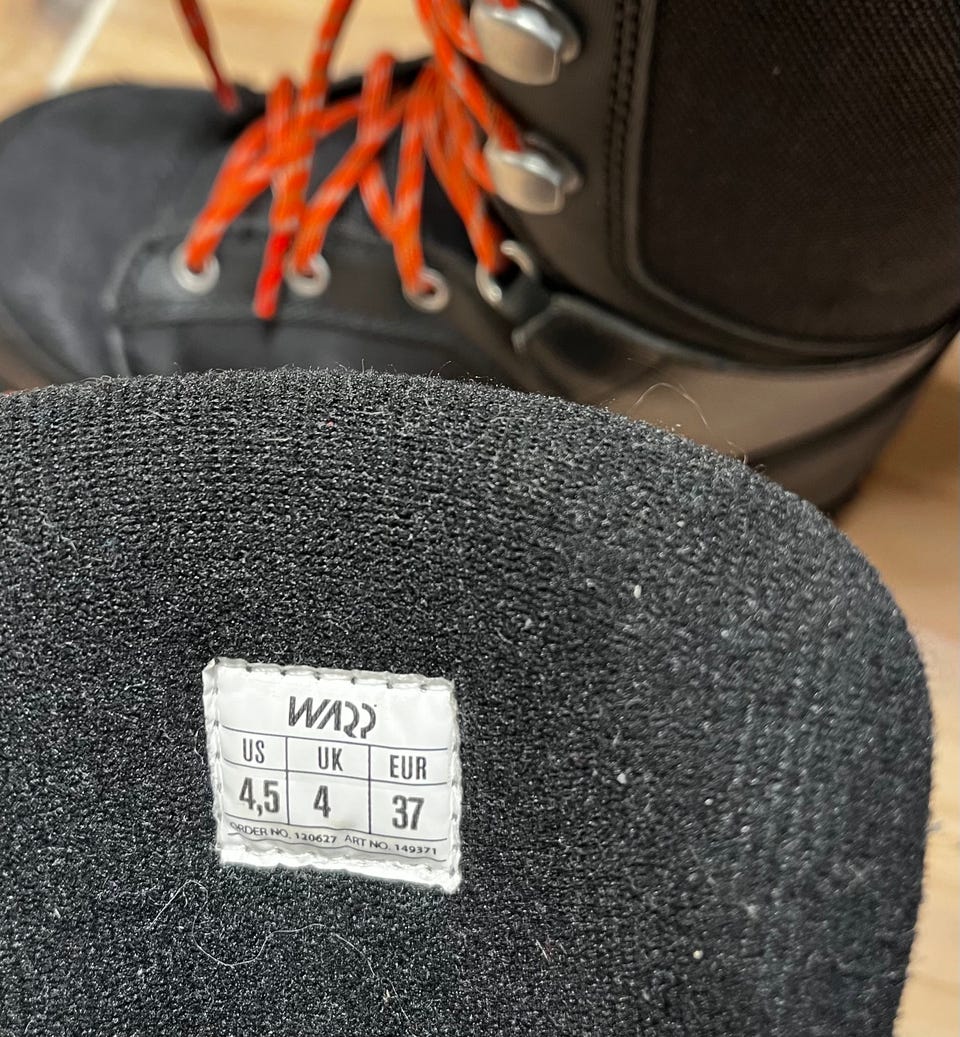 WARP
US UK EUR
4,5 4 37
ORDER NO. 120627 ART NO. 149371